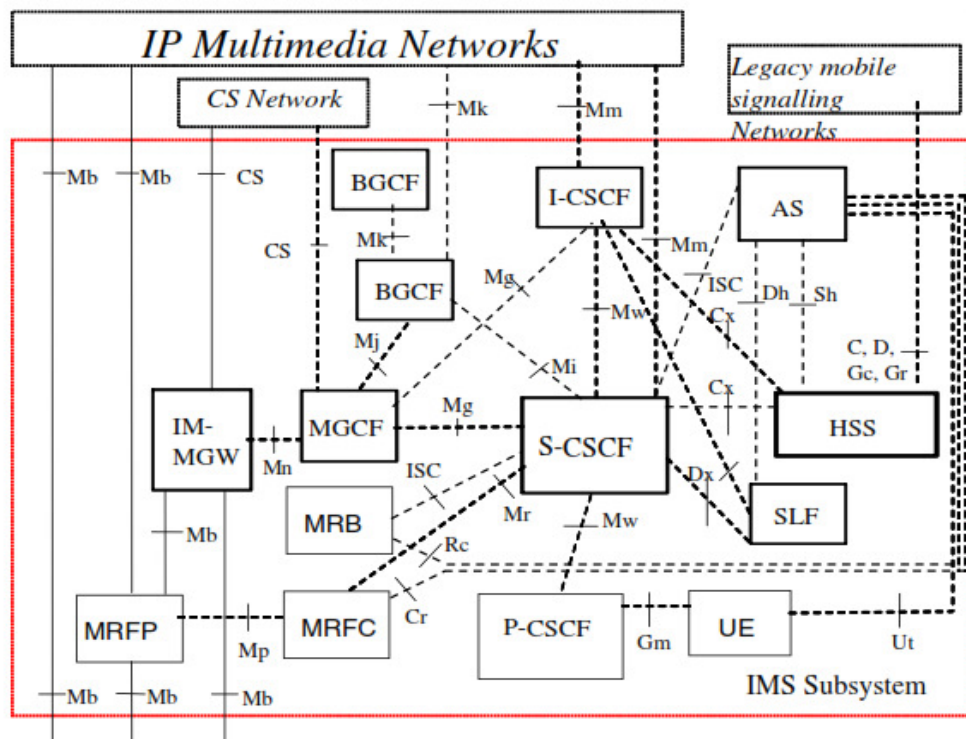 IP Multimedia Networks
CS Network
Legacy mobile
signalling
Networks
Mk
Mm
Mb
Mb
CS
BGCF
I-CSCF
AS
CS
Mk
Mm
Mg
ISC
BGCF
Dh
Sh
Mw
Cx
Mj
Mi
C, D,
Gc, Gr
Cx
IM-
MGW
MGCF
Mg
S-CSCF
HSS
Mn
ISC
Dx
MRB
Mr
SLF
Mb
Mw
Rc
Cr
MRFP
MRFC
P-CSCF
UE
Mp
Gm
Ut
IMS Subsystem
Mb
Mb
Mb